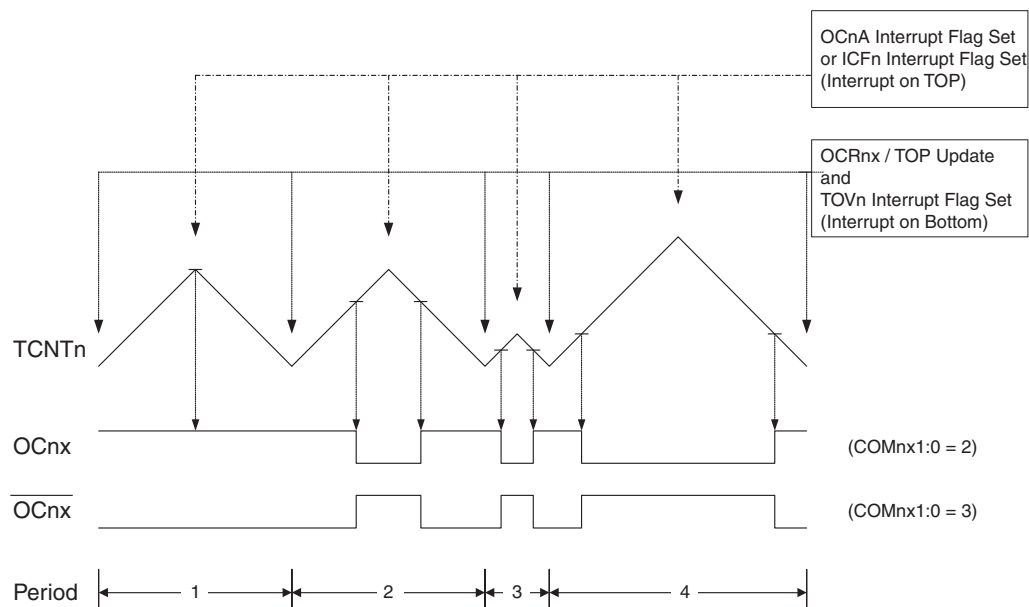 OCnA Interrupt Flag Set
or ICFn Interrupt Flag Set
(Interrupt on TOP)
OCRnx / TOP Update
and
TOVn Interrupt Flag Set
(Interrupt on Bottom)
TCNTn
OCnx
(COMnx1:0 = 2)
OCnx
(COMnx1:0 = 3)
Period
1
2
3
4